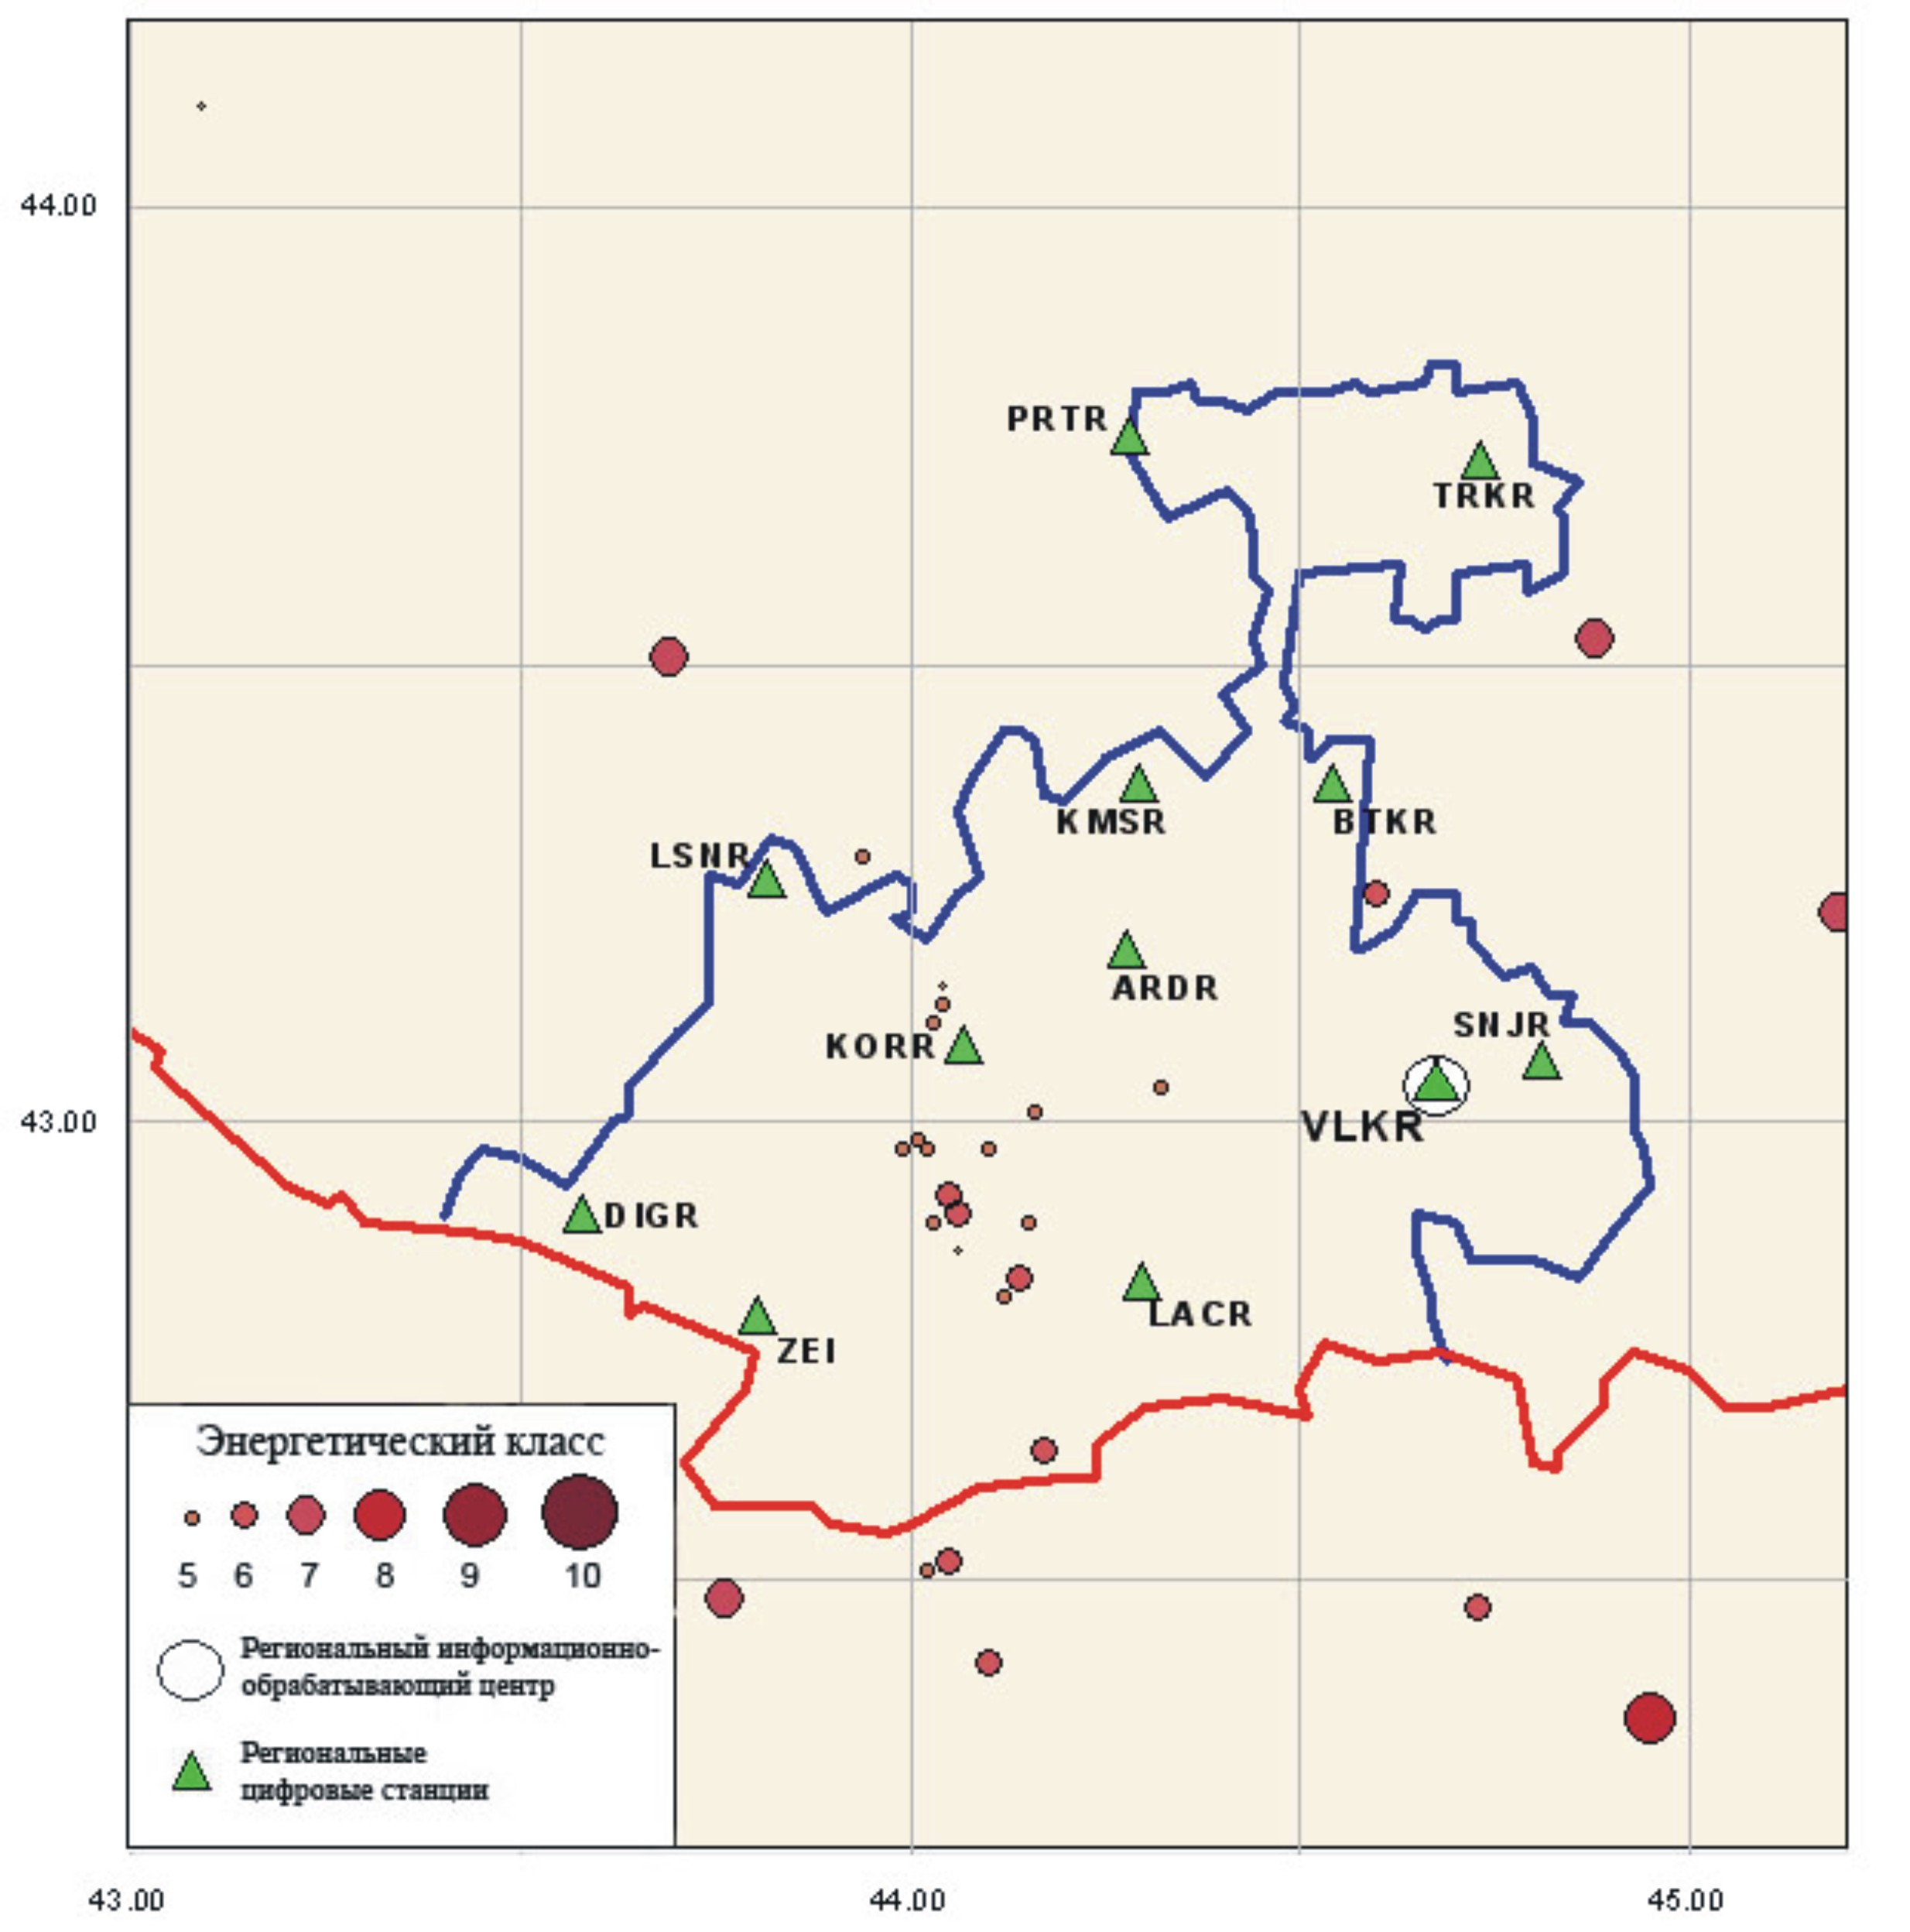 44.00
PRTR
TRKR
KMSR
BTKR
LSNR
ARDR
SNJR
KORR
43.00
VLKR
DIGR
LACR
ZEI
Энергетический класс
5 6 7 8 9 10
Региональный информационно-
обрабатывающий центр
Региональные
цифровые станции
43.00 44.00 45.00